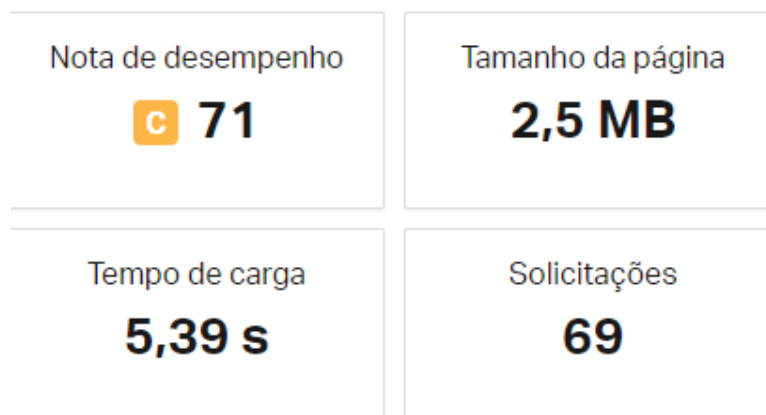 Nota de desempenho
C 71
Tamanho da página
2,5 MB
Tempo de carga
5,39 s
Solicitações
69